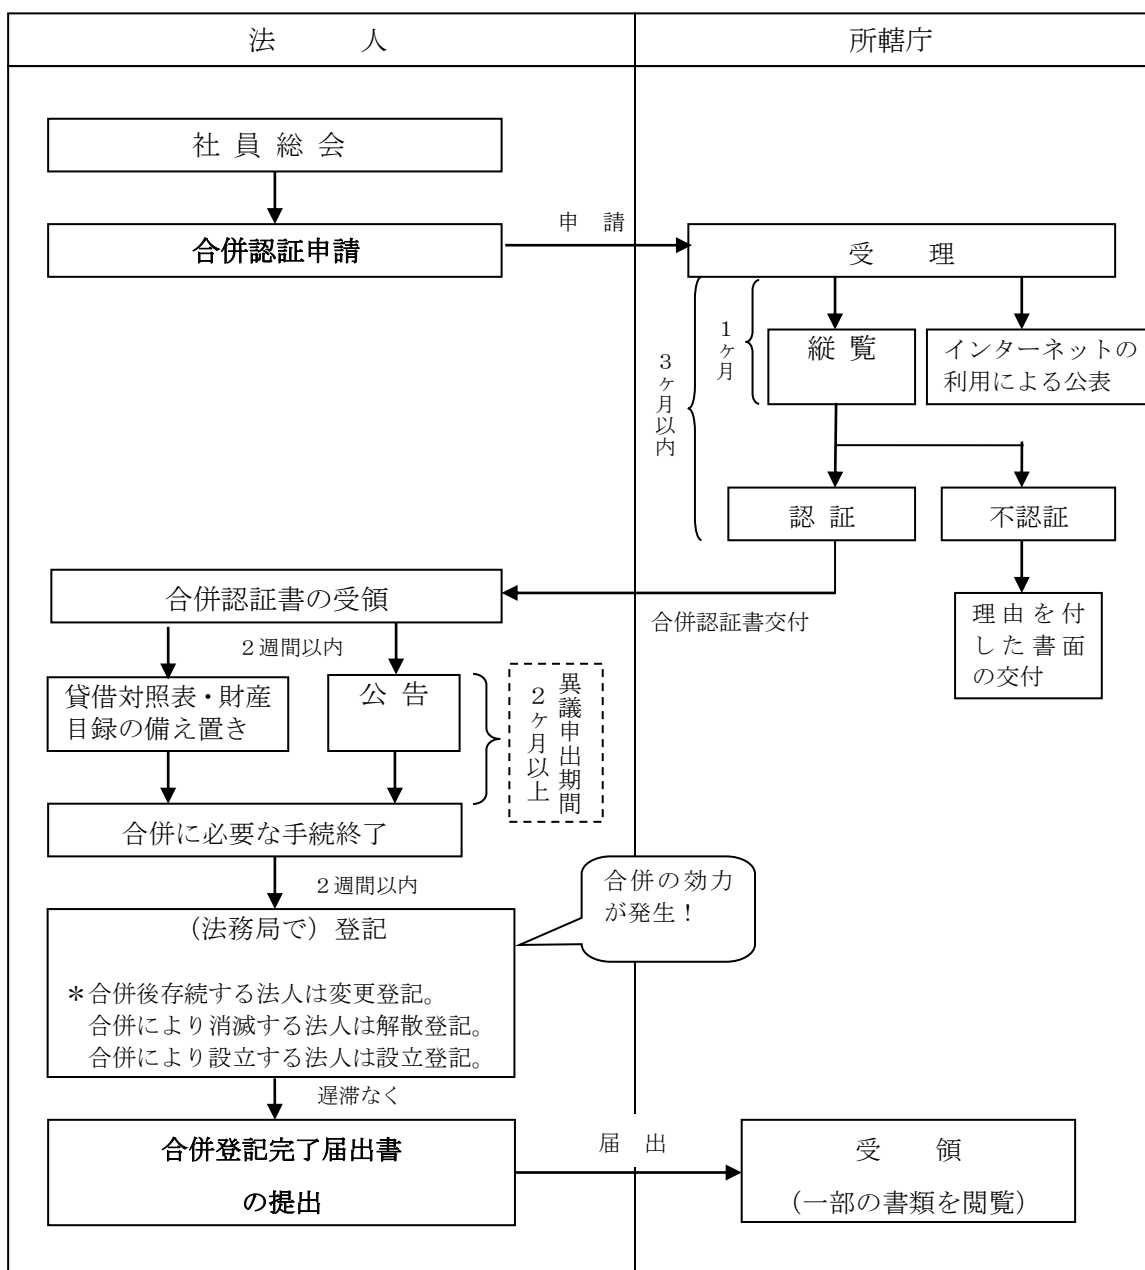 法　　　人
所轄庁
社員総会
合併認証申請
申　請
受　　理
1ヶ月
3ヶ月以内
縦覧
インターネットの
利用による公表
認証
不認証
合併認証書の受領
合併認証書交付
理由を付
した書面
の交付
２週間以内
貸借対照表・財産
目録の備え置き
公告
異議申出期間
２ヶ月以上
合併に必要な手続終了
２週間以内
合併の効力
が発生！
（法務局で）登記
＊合併後存続する法人は変更登記。
合併により消滅する法人は解散登記。
合併により設立する法人は設立登記。
遅滞なく
合併登記完了届出書
の提出
届　出
受　　領
（一部の書類を閲覧）